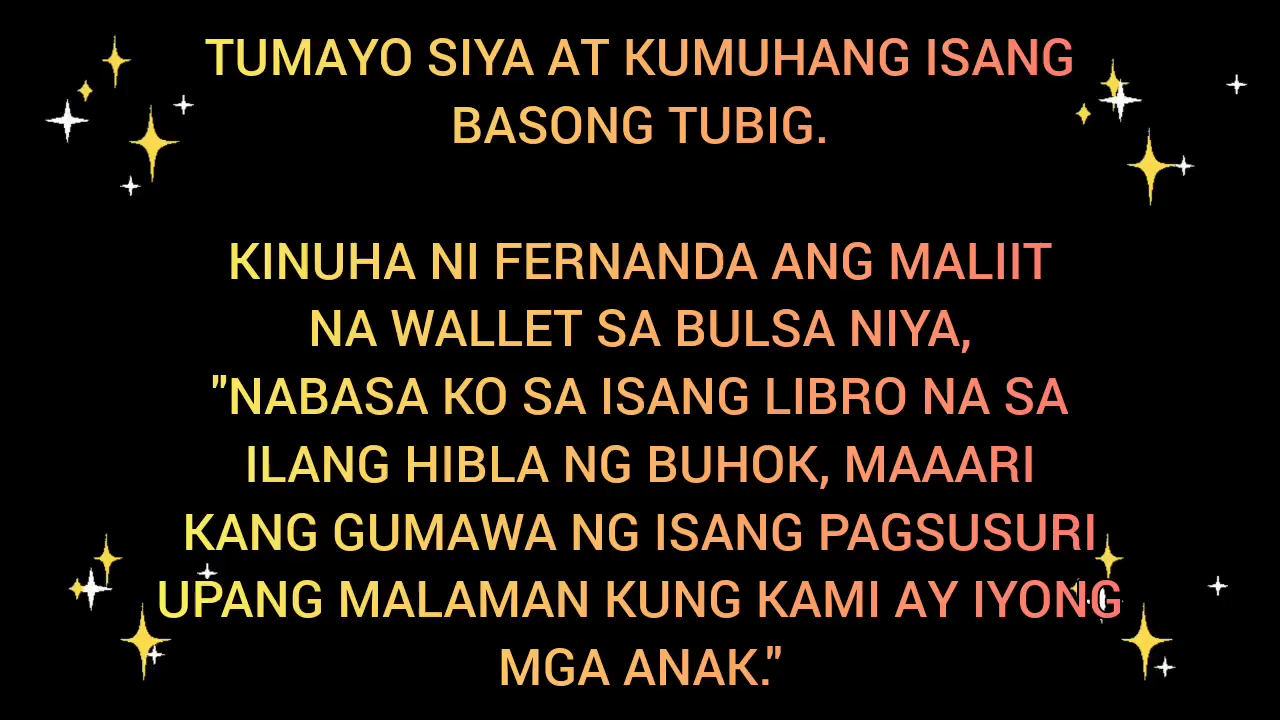 TUMAYO SIYA AT KUMUHANG ISANG
BASONG TUBIG.
KINUHA NI FERNANDA ANG MALIIT
NA WALLET SA BULSA NIYA,
"NABASA KO SA ISANG LIBRO NA SA
ILANG HIBLA NG BUHOK, MAAARI
KANG GUMAWA NG ISANG PAGSUSURI
UPANG MALAMAN KUNG KAMI AY IYONG
MGA ANAK."